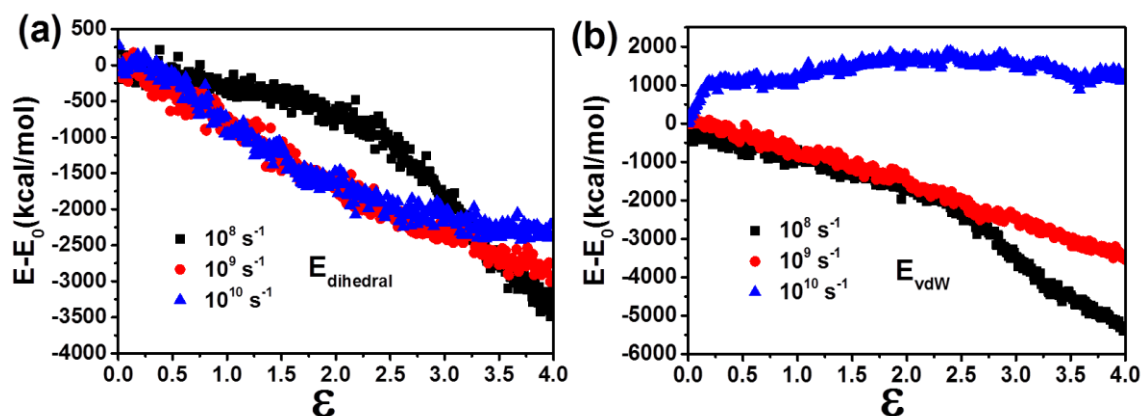 (a)
E-E0(kcal/mol)
500
0
-500
-1000
-1500
-2000
-2500
-3000
-3500
-4000
10^8 s^-1
10^9 s^-1
10^10 s^-1
E_dihedral
0.0 0.5 1.0 1.5 2.0 2.5 3.0 3.5 4.0
ε
(b)
E-E0(kcal/mol)
2000
1000
0
-1000
-2000
-3000
-4000
-5000
-6000
10^8 s^-1
10^9 s^-1
10^10 s^-1
E_vdW
0.0 0.5 1.0 1.5 2.0 2.5 3.0 3.5 4.0
ε